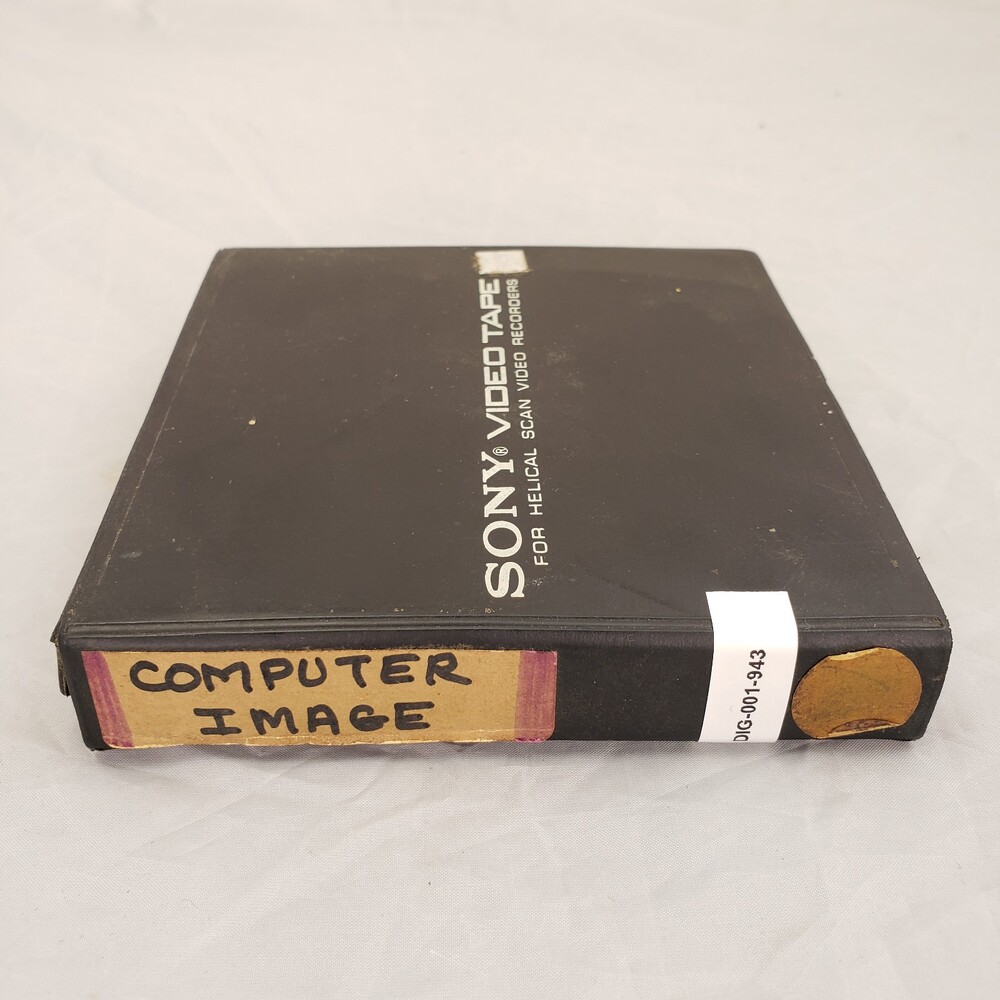 SONY® VIDEO TAPE
FOR HELICAL SCAN VIDEO RECORDERS
COMPUTER
IMAGE
DIG-001-943